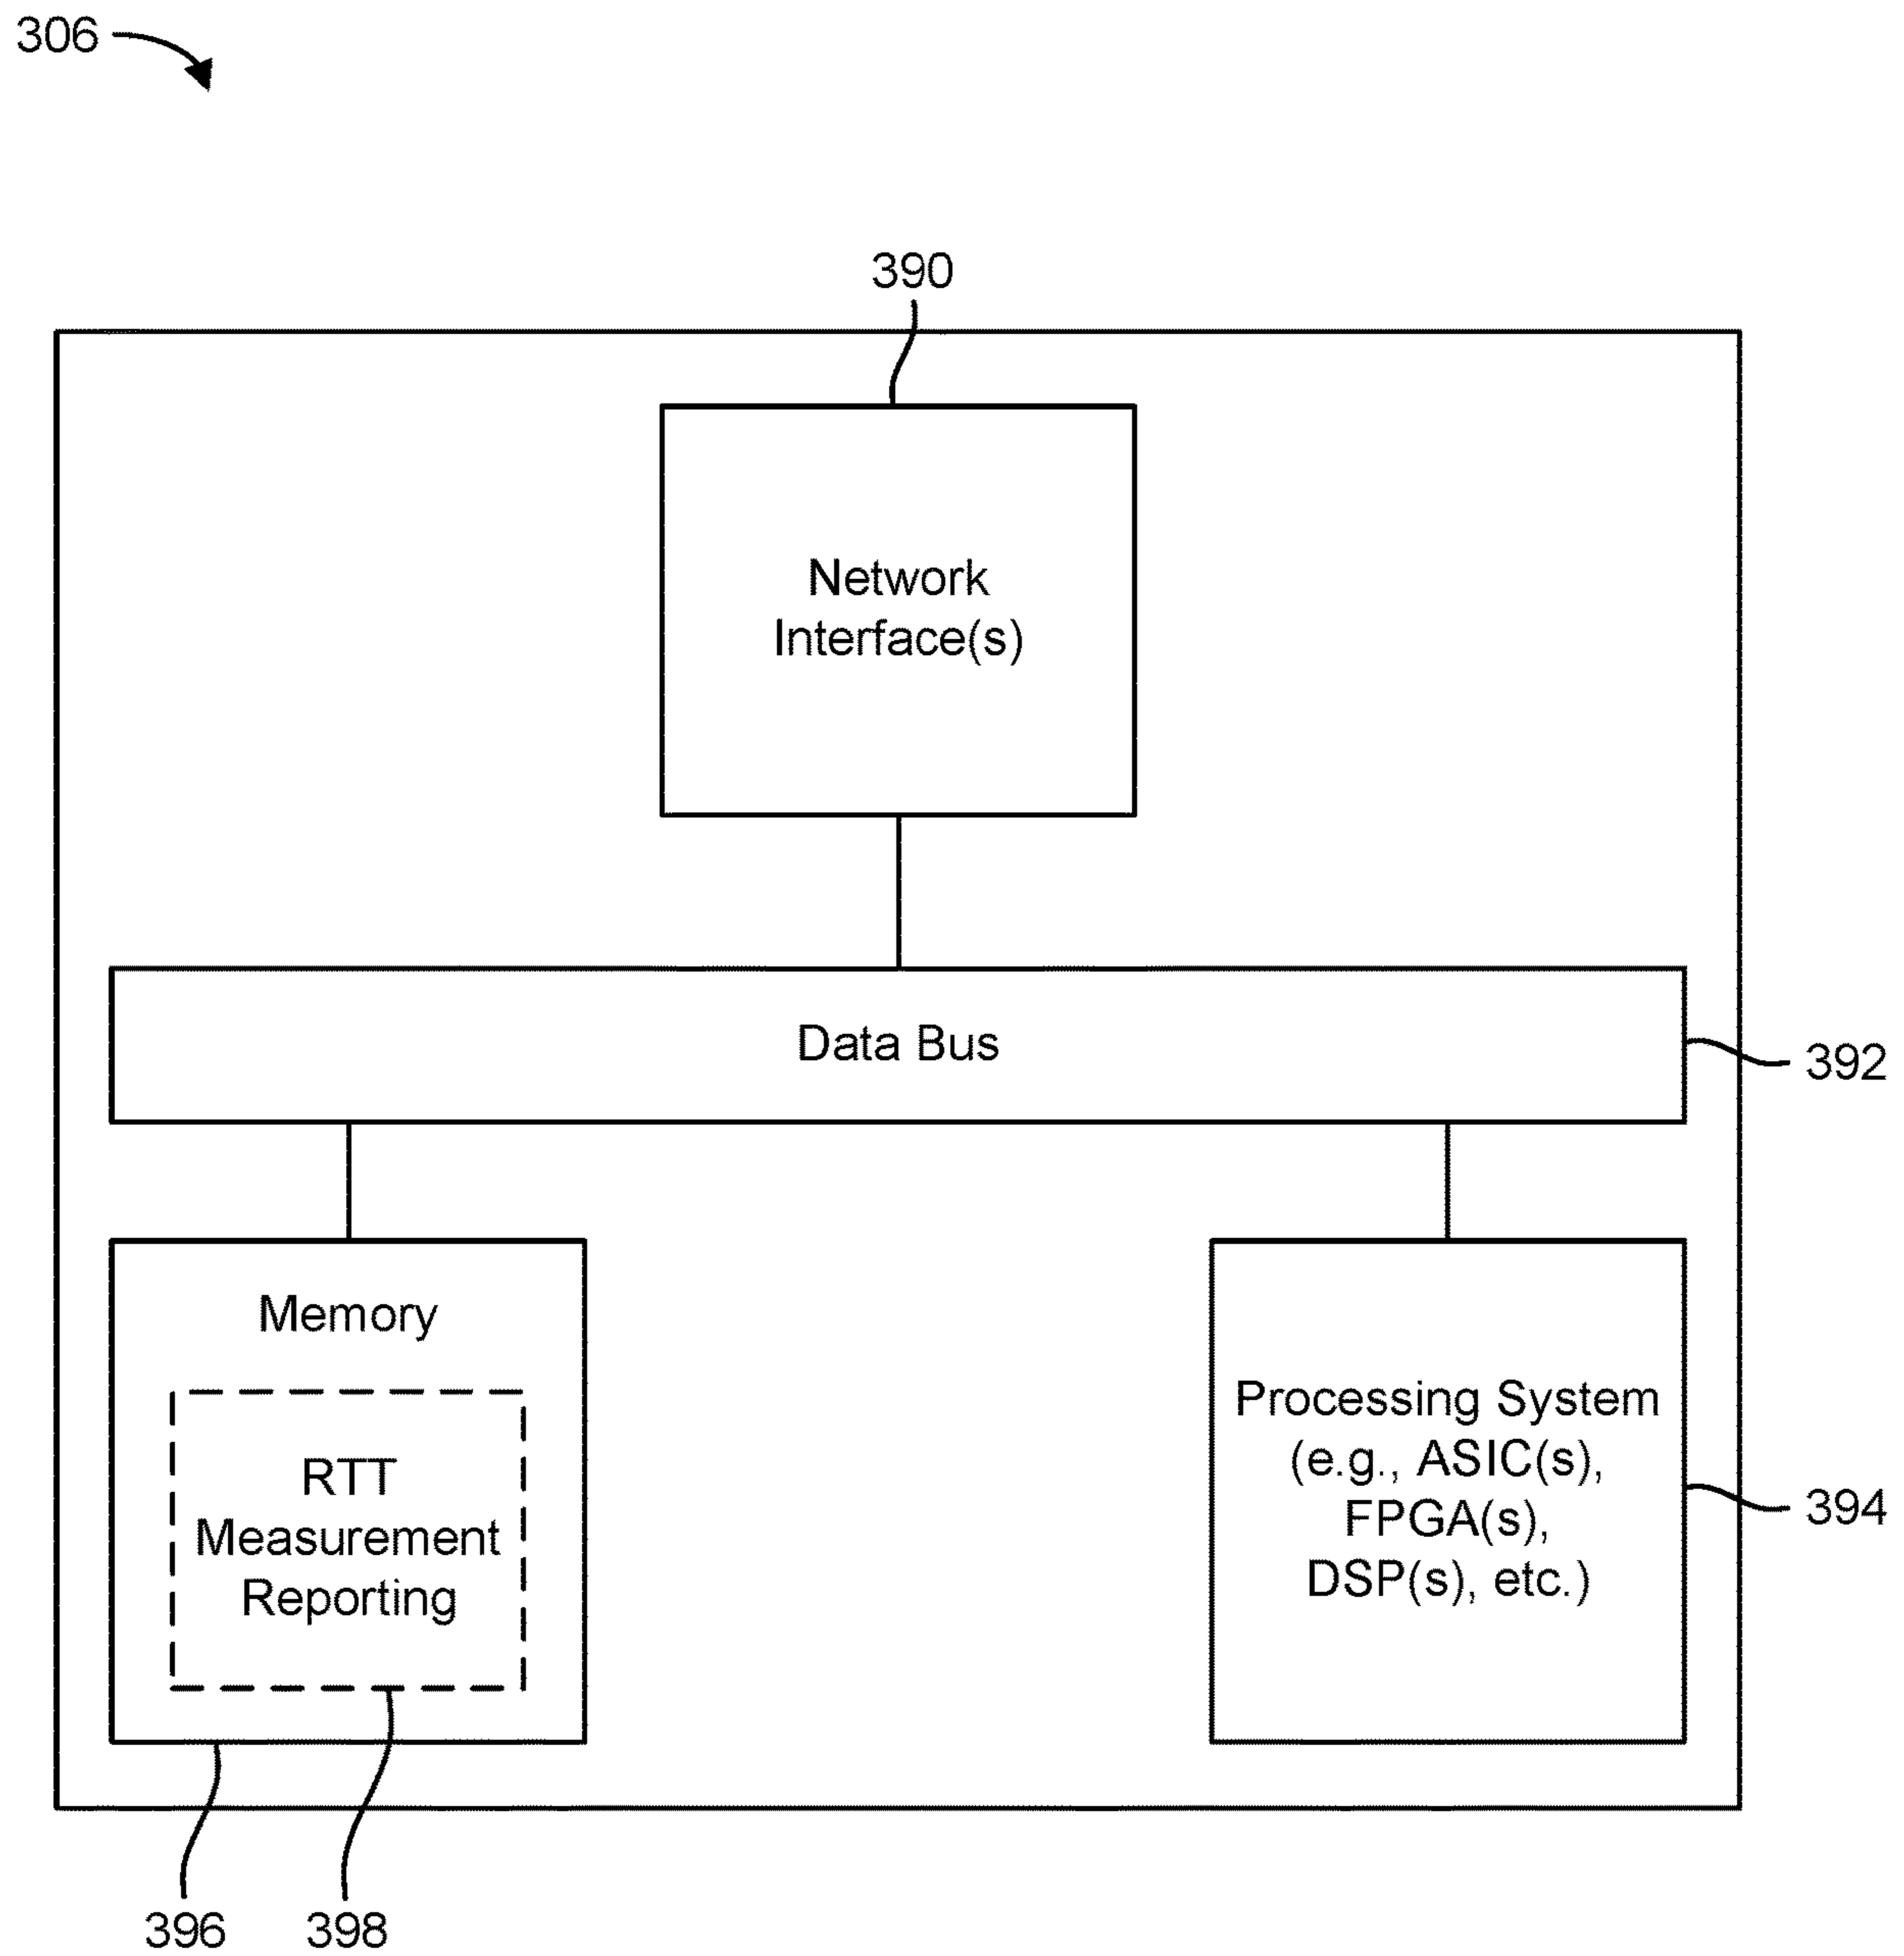 306
390
Network
Interface(s)
Data Bus
392
Memory
RTT
Measurement
Reporting
Processing System
(e.g., ASIC(s),
FPGA(s),
DSP(s), etc.)
394
396
398